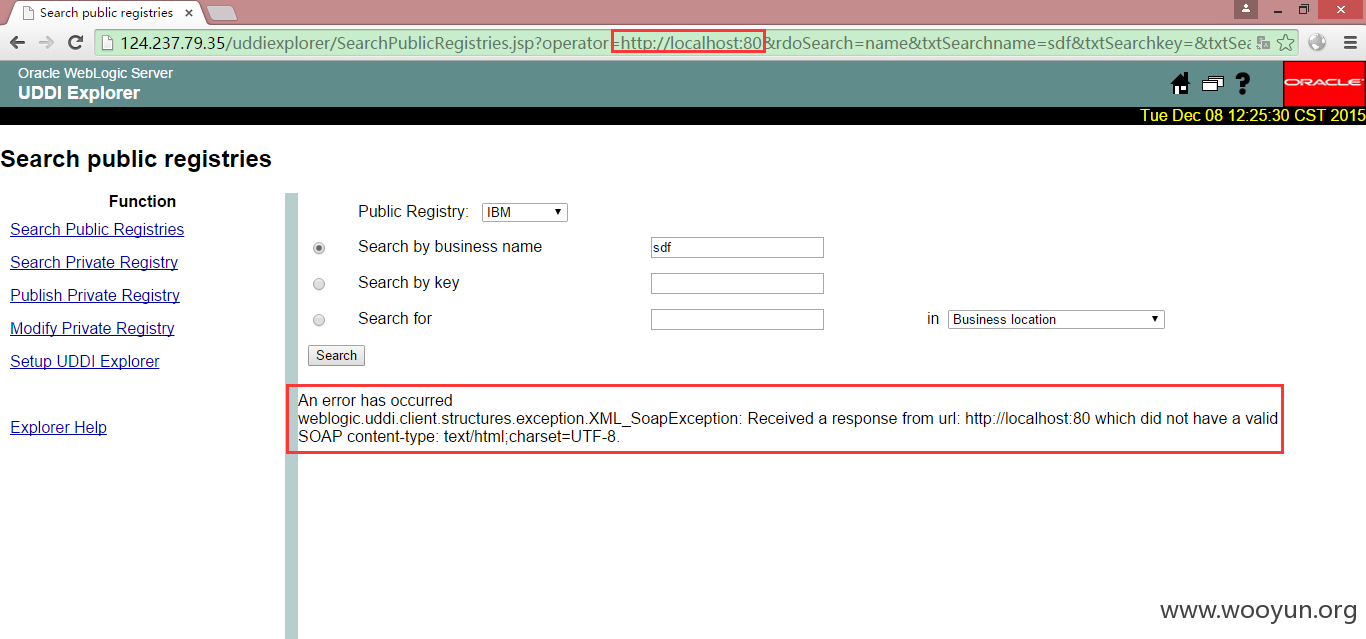 Search public registries
124.237.79.35/uddiexplorer/SearchPublicRegistries.jsp?operator=http://localhost:80&rdoSearch=name&txtSearchname=sdf&txtSearchkey=&txtSea
Oracle WebLogic Server
UDDI Explorer
ORACLE
Tue Dec 08 12:25:30 CST 2015
Search public registries
Function
Search Public Registries
Search Private Registry
Publish Private Registry
Modify Private Registry
Setup UDDI Explorer
Explorer Help
Public Registry: IBM
Search by business name sdf
Search by key
Search for in Business location
Search
An error has occurred
weblogic.uddi.client.structures.exception.XML_SoapException: Received a response from url: http://localhost:80 which did not have a valid
SOAP content-type: text/html;charset=UTF-8.
www.wooyun.org